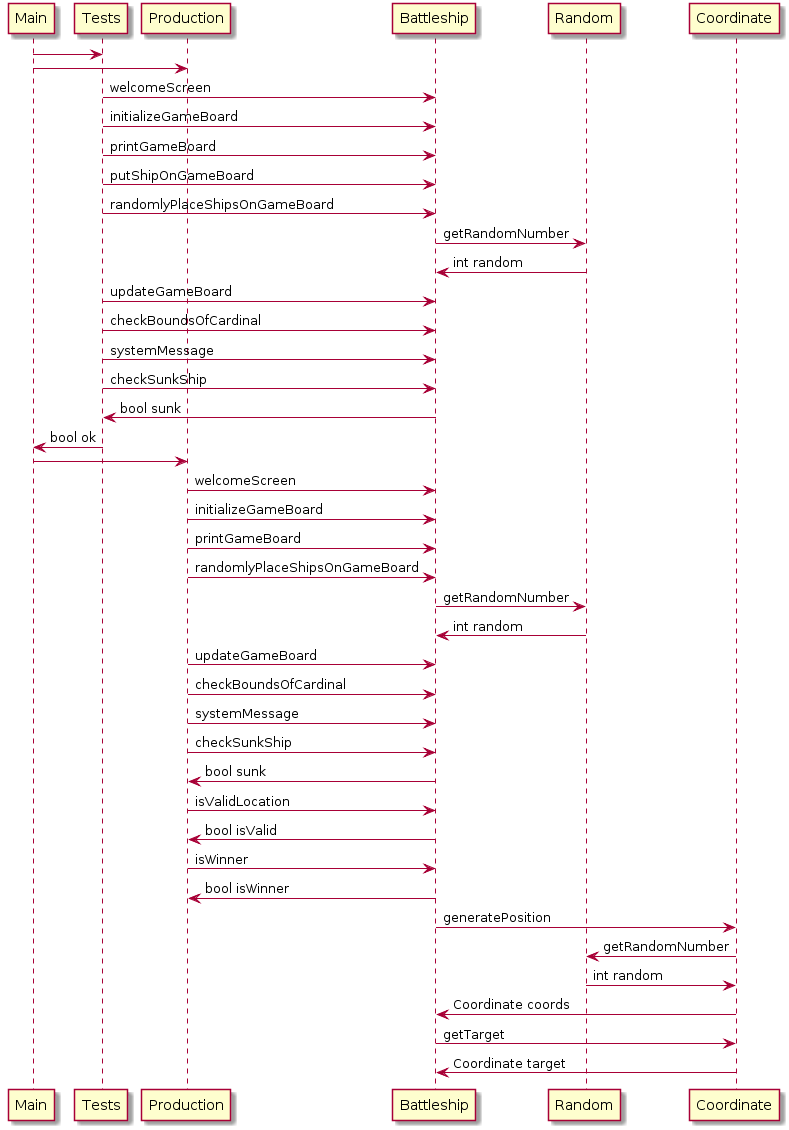 Main Tests Production Battleship Random Coordinate
welcomeScreen
initializeGameBoard
printGameBoard
putShipOnGameBoard
randomlyPlaceShipsOnGameBoard
getRandomNumber
int random
updateGameBoard
checkBoundsOfCardinal
systemMessage
checkSunkShip
bool sunk
bool ok
welcomeScreen
initializeGameBoard
printGameBoard
randomlyPlaceShipsOnGameBoard
getRandomNumber
int random
updateGameBoard
checkBoundsOfCardinal
systemMessage
checkSunkShip
bool sunk
isValidLocation
bool isValid
isWinner
bool isWinner
generatePosition
getRandomNumber
int random
Coordinate coords
getTarget
Coordinate target
Main Tests Production Battleship Random Coordinate